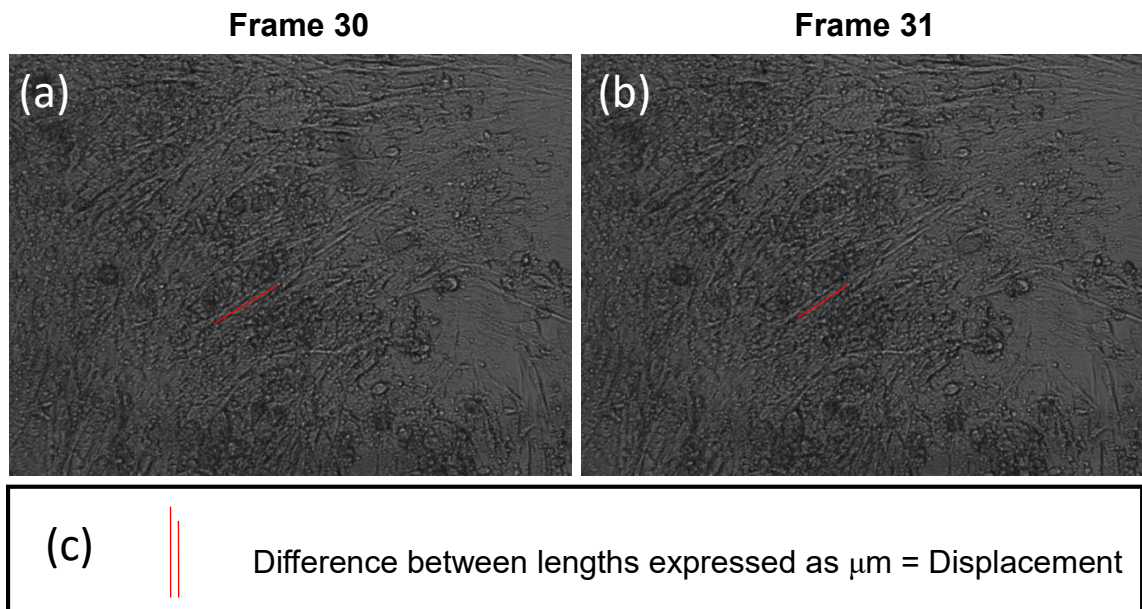 Frame 30
Frame 31
(a)
(b)
(c)
Difference between lengths expressed as μm = Displacement